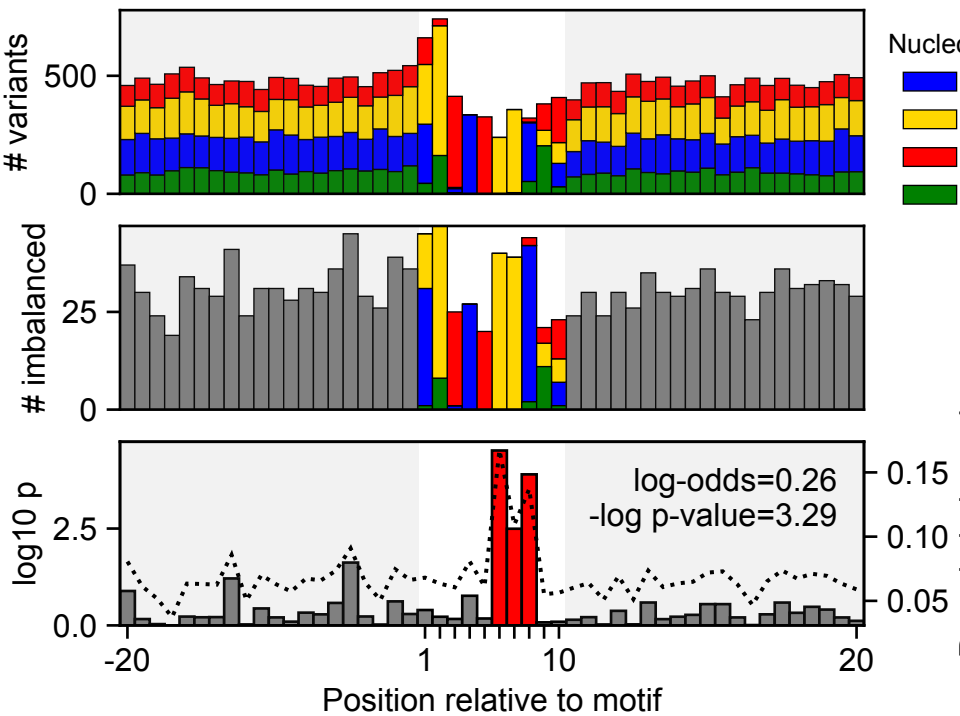 # variants
500
0
Nucleo
# imbalanced
25
0
log10 p
2.5
0.0
log-odds=0.26
-log p-value=3.29
0.15
0.10
0.05
-20
1
10
20
Position relative to motif